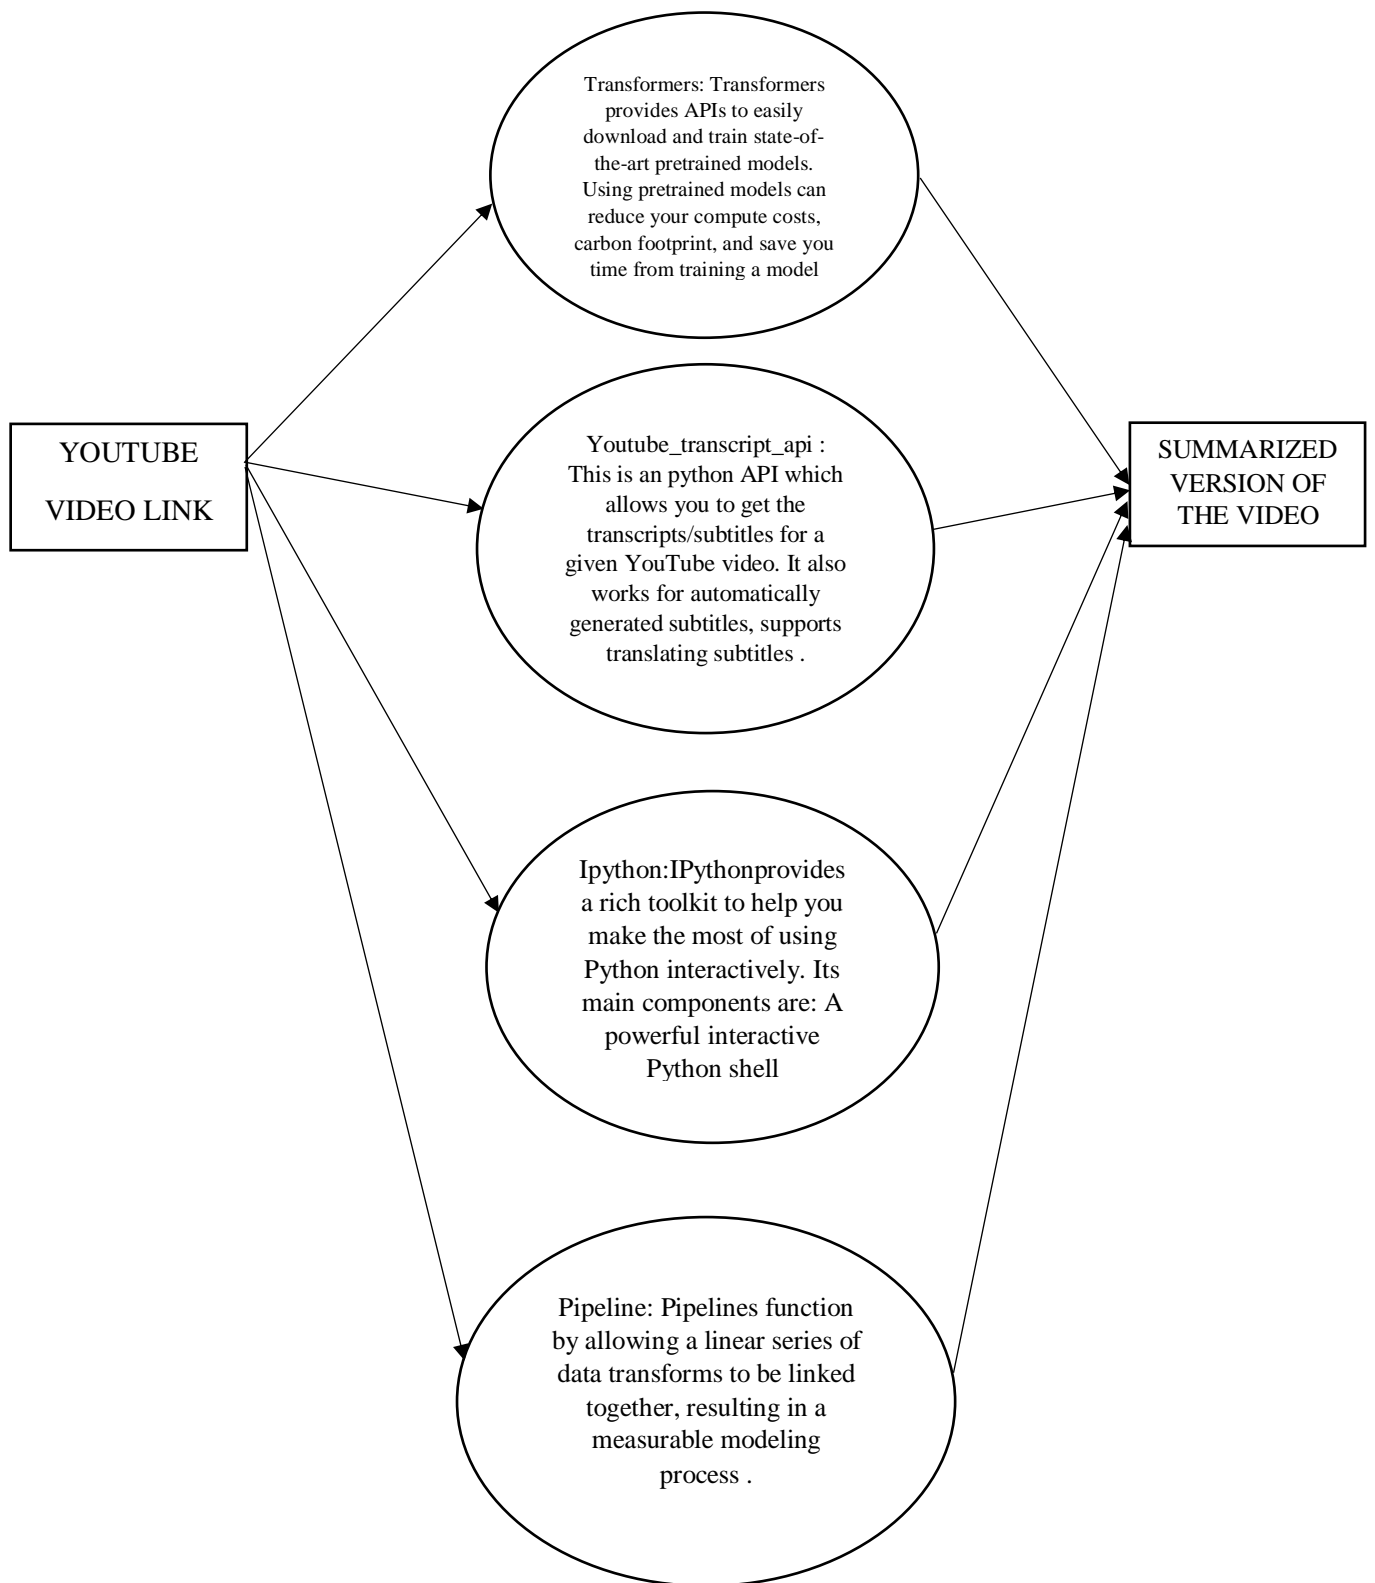 Transformers: Transformers
provides APIs to easily
download and train state-of-
the-art pretrained models.
Using pretrained models can
reduce your compute costs,
carbon footprint, and save you
time from training a model
YOUTUBE
VIDEO LINK
Youtube_transcript_api :
This is an python API which
allows you to get the
transcripts/subtitles for a
given YouTube video. It also
works for automatically
generated subtitles, supports
translating subtitles .
SUMMARIZED
VERSION OF
THE VIDEO
Ipython:IPythonprovides
a rich toolkit to help you
make the most of using
Python interactively. Its
main components are: A
powerful interactive
Python shell
Pipeline: Pipelines function
by allowing a linear series of
data transforms to be linked
together, resulting in a
measurable modeling
process .